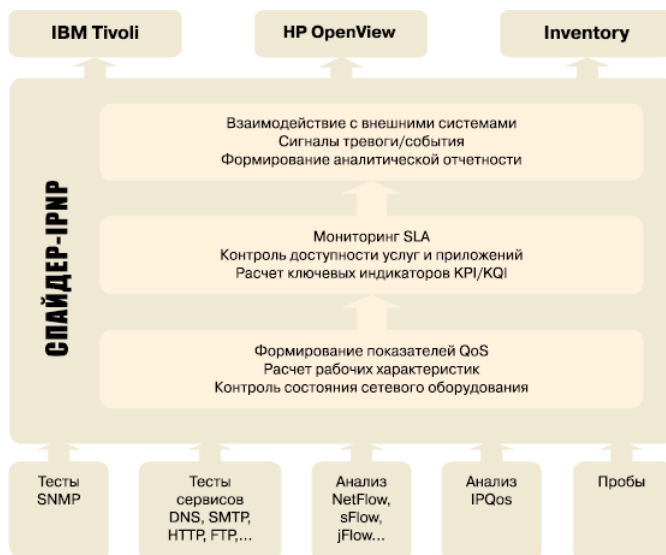 IBM Tivoli
HP OpenView
Inventory
СПАЙДЕР-IPNP
Взаимодействие с внешними системами
Сигналы тревоги/события
Формирование аналитической отчетности
Мониторинг SLA
Контроль доступности услуг и приложений
Расчет ключевых индикаторов KPI/KQI
Формирование показателей QoS
Расчет рабочих характеристик
Контроль состояния сетевого оборудования
Тесты
SNMP
Тесты
сервисов
DNS, SMTP,
HTTP, FTP,...
Анализ
NetFlow,
sFlow,
jFlow...
Анализ
IPQos
Пробы